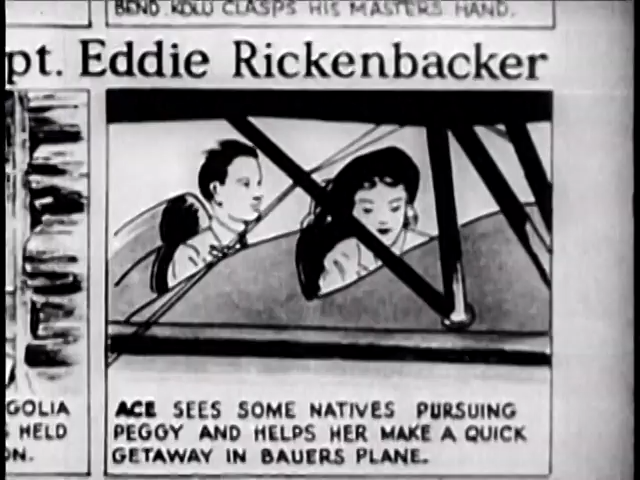 BEND. KOLU CLASPS HIS MASTERS HAND.
pt. Eddie Rickenbacker
GOLIA
HELD
ON.
ACE SEES SOME NATIVES PURSUING
PEGGY AND HELPS HER MAKE A QUICK
GETAWAY IN BAUERS PLANE.